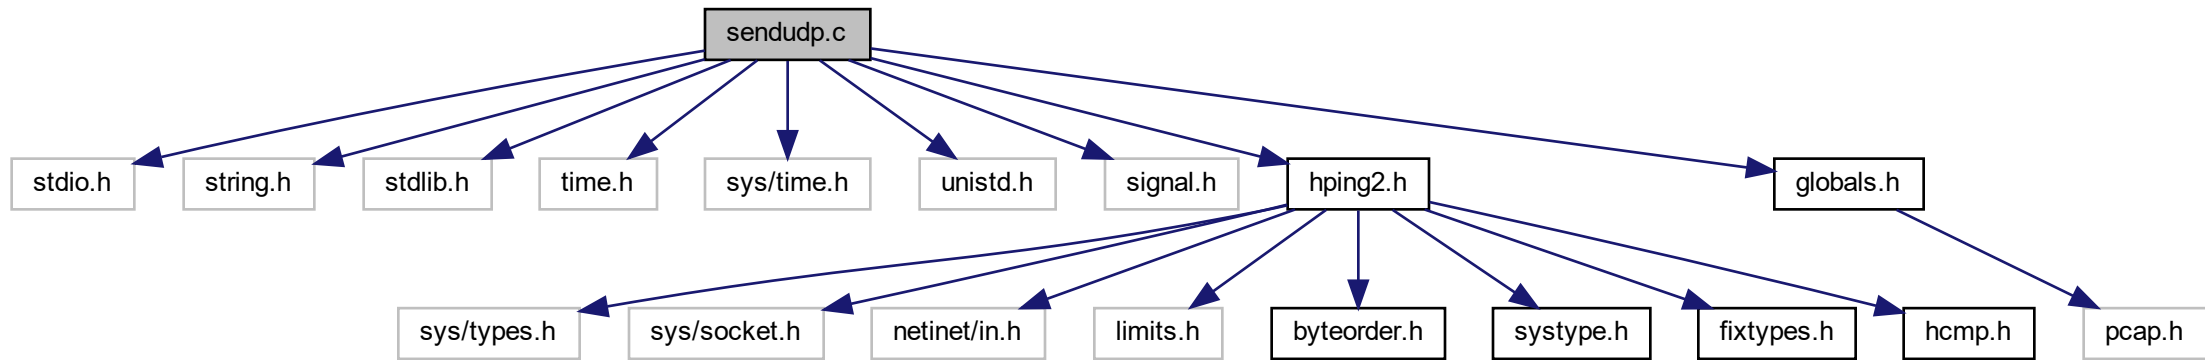 sendudp.c
stdio.h
string.h
stdlib.h
time.h
sys/time.h
unistd.h
signal.h
hping2.h
globals.h
sys/types.h
sys/socket.h
netinet/in.h
limits.h
byteorder.h
systype.h
fixtypes.h
hcmp.h
pcap.h